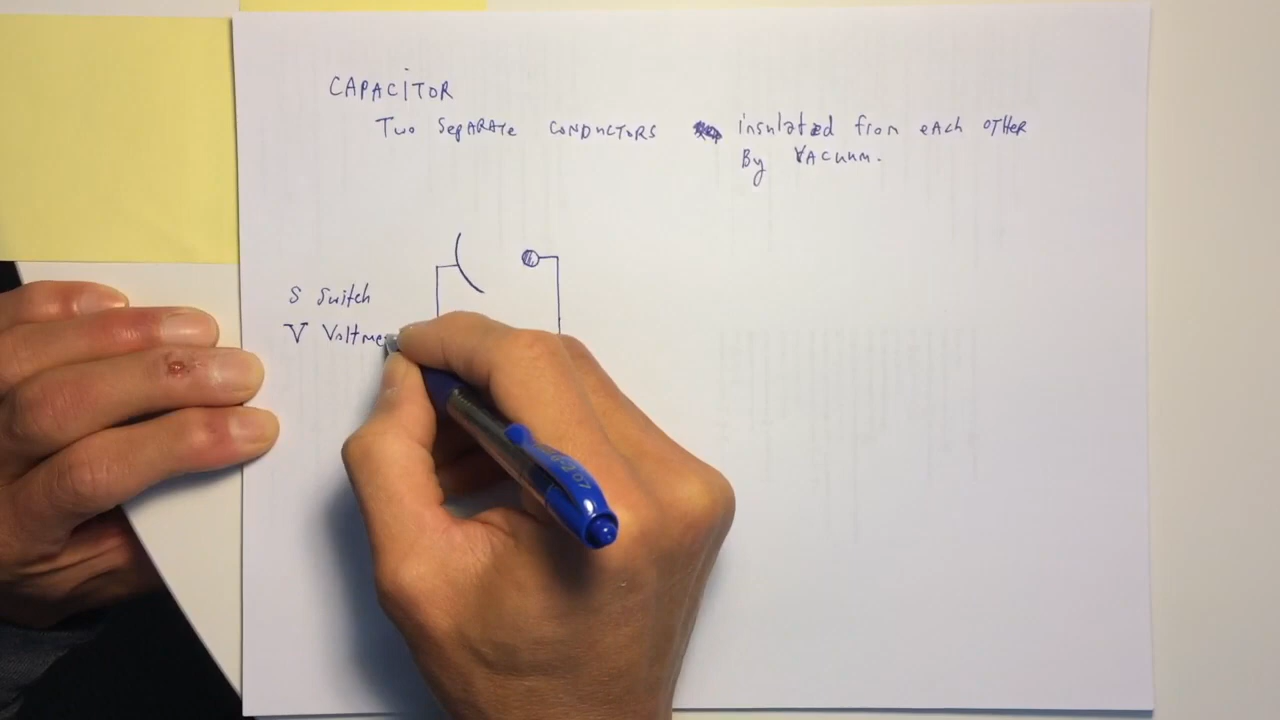 CAPACITOR
TWO SEPARATE CONDUCTORS insulated from each OTHER
By VACUUM.
S Switch
V Voltme